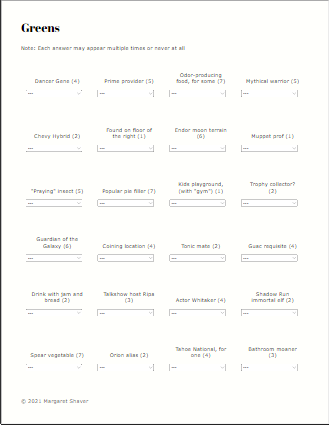 Greens
Note: Each answer may appear multiple times or never at all
Dancer Gene (4)
Prime provider (5)
Odor-producing
food, for some (7)
Mythical warrior (5)
---
---
---
---
Chevy Hybrid (2)
Found on floor of
the right (1)
Endor moon terrain
(6)
Muppet prof (1)
---
---
---
---
"Praying" insect (5)
Popular pie filler (7)
Kids playground,
(with "gym") (1)
Trophy collector?
(2)
---
---
---
---
Guardian of the
Galaxy (6)
Coining location (4)
Tonic mate (2)
Guac requisite (4)
---
---
---
---
Drink with jam and
bread (2)
Talkshow host Ripa
(3)
Actor Whitaker (4)
Shadow Run
immortal elf (2)
---
---
---
---
Spear vegetable (7)
Orion alias (2)
Tahoe National, for
one (4)
Bathroom moaner
(3)
---
---
---
---
© 2021 Margaret Shaver